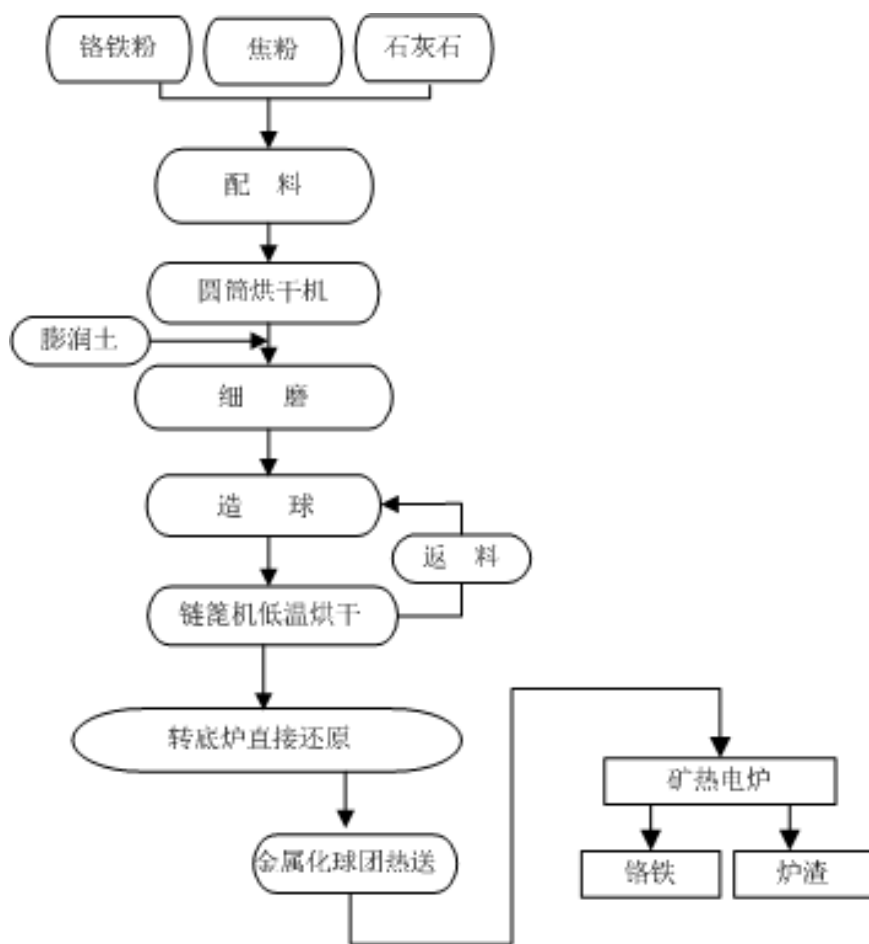 铬铁粉
焦粉
石灰石
配 料
圆筒烘干机
膨润土
细 磨
造 球
返 料
链篦机低温烘干
转底炉直接还原
矿热电炉
金属化球团热送
铬铁
炉渣